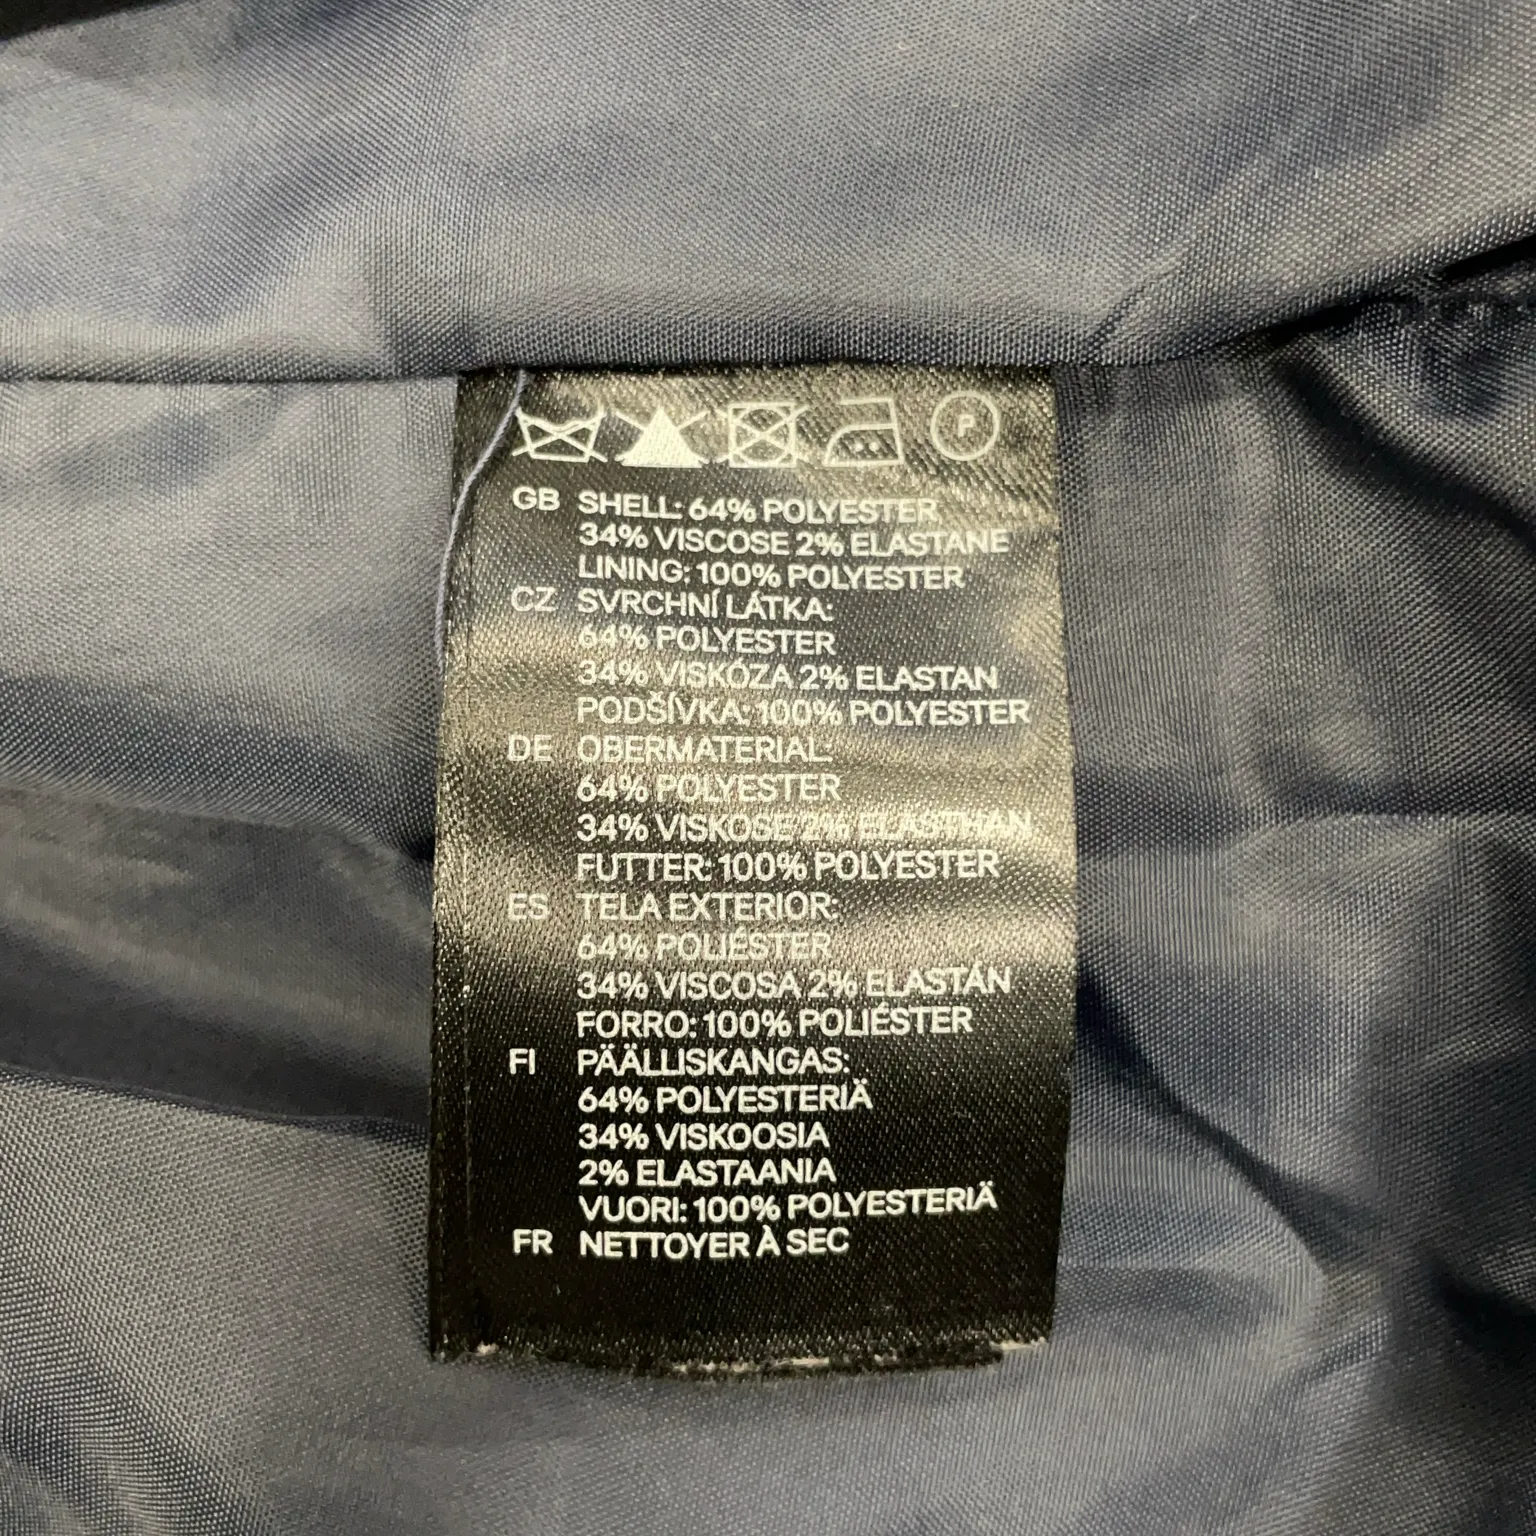 P
GB SHELL: 64% POLYESTER
34% VISCOSE 2% ELASTANE
LINING: 100% POLYESTER
CZ SVRCHNÍ LÁTKA:
64% POLYESTER
34% VISKÓZA 2% ELASTAN
PODŠÍVKA: 100% POLYESTER
DE OBERMATERIAL:
64% POLYESTER
34% VISKOSE 2% ELASTHAN
FUTTER: 100% POLYESTER
ES TELA EXTERIOR:
64% POLIÉSTER
34% VISCOSA 2% ELASTÁN
FORRO: 100% POLIÉSTER
FI PÄÄLLISKANGAS:
64% POLYESTERIÄ
34% VISKOOSIA
2% ELASTAANIA
VUORI: 100% POLYESTERIÄ
FR NETTOYER À SEC